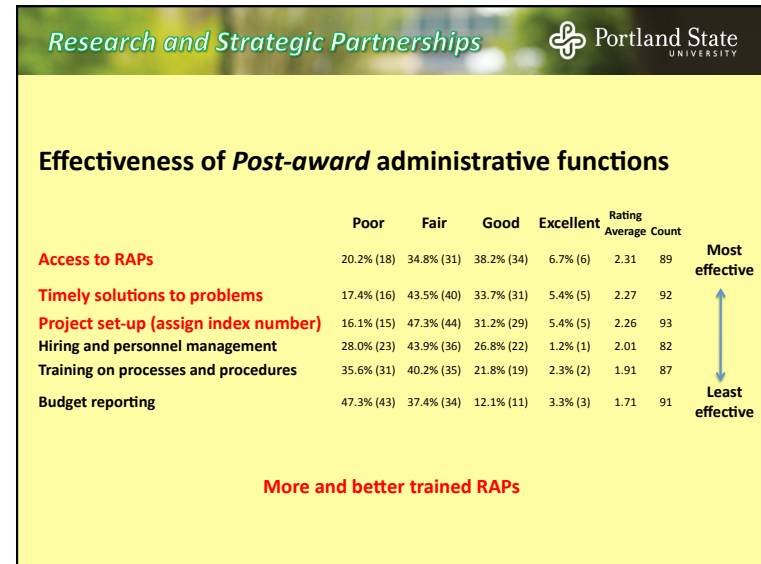 Research and Strategic Partnerships
Portland State
UNIVERSITY
Effectiveness of Post-award administrative functions
Poor Fair Good Excellent Rating Average Count
Access to RAPs 20.2% (18) 34.8% (31) 38.2% (34) 6.7% (6) 2.31 89
Most effective
Timely solutions to problems 17.4% (16) 43.5% (40) 33.7% (31) 5.4% (5) 2.27 92
Project set-up (assign index number) 16.1% (15) 47.3% (44) 31.2% (29) 5.4% (5) 2.26 93
Hiring and personnel management 28.0% (23) 43.9% (36) 26.8% (22) 1.2% (1) 2.01 82
Training on processes and procedures 35.6% (31) 40.2% (35) 21.8% (19) 2.3% (2) 1.91 87
Budget reporting 47.3% (43) 37.4% (34) 12.1% (11) 3.3% (3) 1.71 91
Least effective
More and better trained RAPs